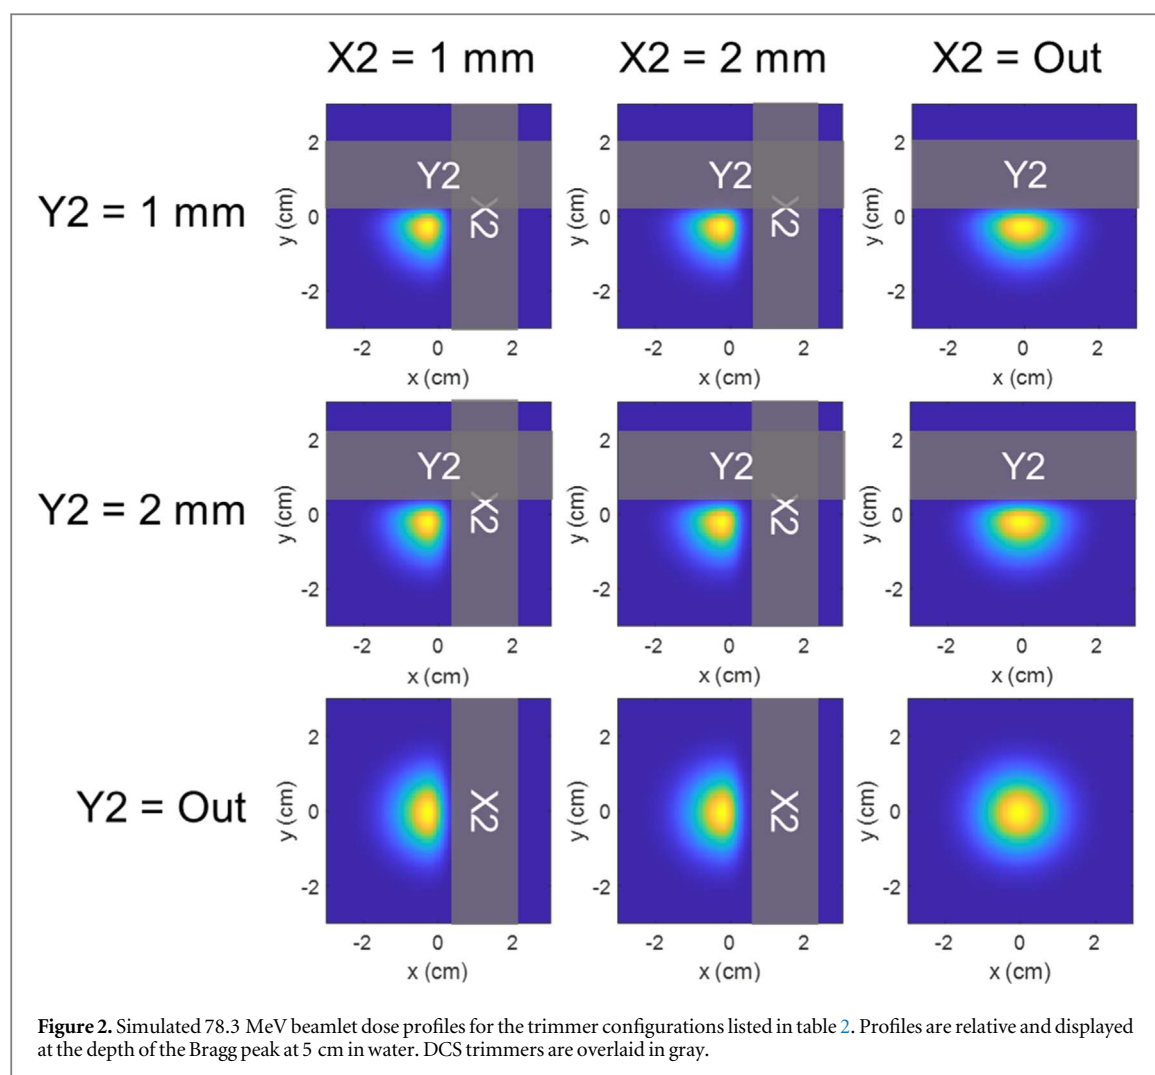 X2 = 1 mm X2 = 2 mm X2 = Out
Y2 = 1 mm
y (cm) 2 0 -2 Y2 X2 -2 0 2 x (cm)
y (cm) 2 0 -2 Y2 X2 -2 0 2 x (cm)
y (cm) 2 0 -2 Y2 -2 0 2 x (cm)
Y2 = 2 mm
y (cm) 2 0 -2 Y2 X2 -2 0 2 x (cm)
y (cm) 2 0 -2 Y2 X2 -2 0 2 x (cm)
y (cm) 2 0 -2 Y2 -2 0 2 x (cm)
Y2 = Out
y (cm) 2 0 -2 X2 -2 0 2 x (cm)
y (cm) 2 0 -2 X2 -2 0 2 x (cm)
y (cm) 2 0 -2 -2 0 2 x (cm)
Figure 2. Simulated 78.3 MeV beamlet dose profiles for the trimmer configurations listed in table 2. Profiles are relative and displayed
at the depth of the Bragg peak at 5 cm in water. DCS trimmers are overlaid in gray.